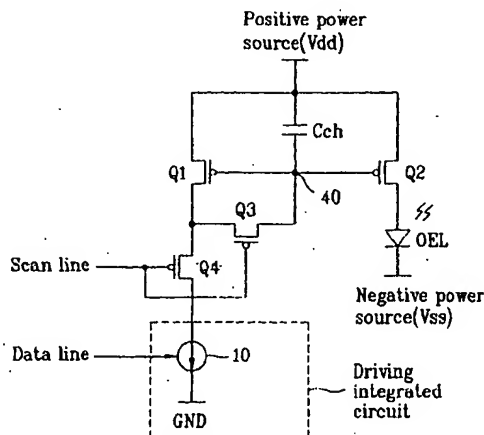 Positive power
source(Vdd)
Cch
Q1
Q2
40
Q3
OEL
Scan line
Q4
Negative power
source(Vss)
Data line
10
Driving
integrated
circuit
GND